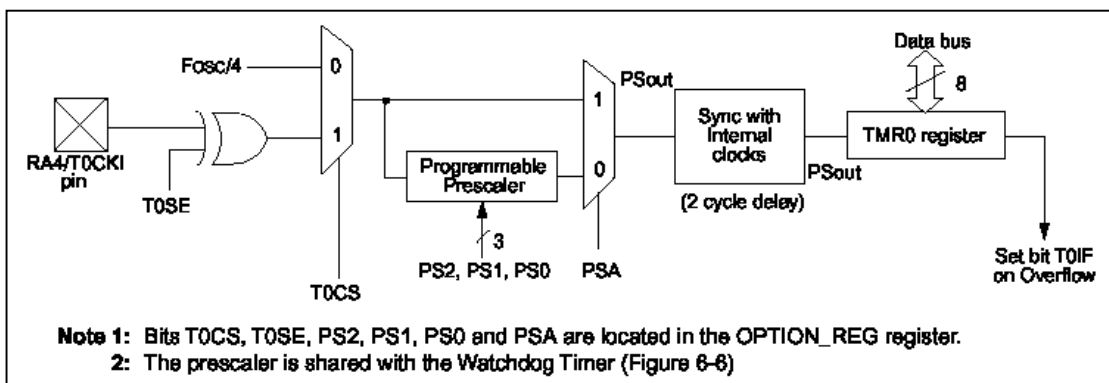 Data bus
8
Fosc/4
0
PSout
1
Sync with
Internal
clocks
TMR0 register
1
RA4/T0CKI
pin
Programmable
Prescaler
0
PSout
T0SE
(2 cycle delay)
3
PS2, PS1, PS0
PSA
Set bit T0IF
on Overflow
T0CS
Note 1: Bits T0CS, T0SE, PS2, PS1, PS0 and PSA are located in the OPTION_REG register.
2: The prescaler is shared with the Watchdog Timer (Figure 6-6)